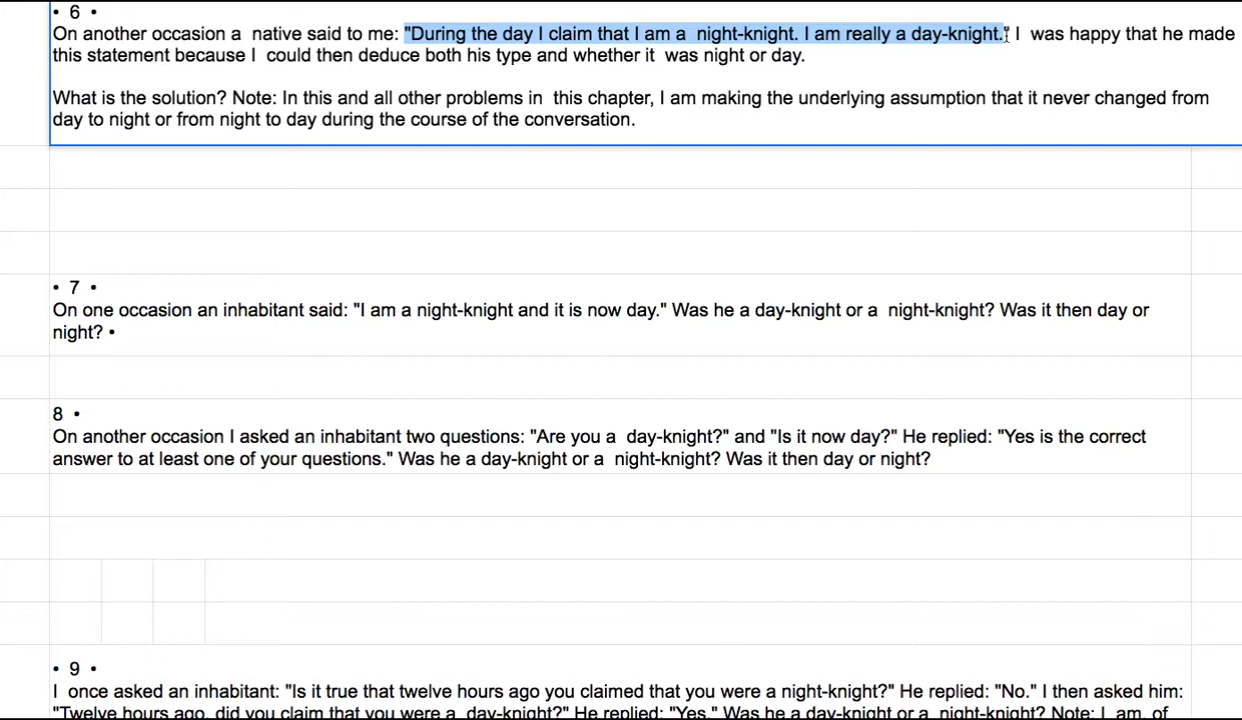 • 6 •
On another occasion a native said to me: "During the day I claim that I am a night-knight. I am really a day-knight." I was happy that he made
this statement because I could then deduce both his type and whether it was night or day.
What is the solution? Note: In this and all other problems in this chapter, I am making the underlying assumption that it never changed from
day to night or from night to day during the course of the conversation.
• 7 •
On one occasion an inhabitant said: "I am a night-knight and it is now day." Was he a day-knight or a night-knight? Was it then day or
night? •
8 •
On another occasion I asked an inhabitant two questions: "Are you a day-knight?" and "Is it now day?" He replied: "Yes is the correct
answer to at least one of your questions." Was he a day-knight or a night-knight? Was it then day or night?
• 9 •
I once asked an inhabitant: "Is it true that twelve hours ago you claimed that you were a night-knight?" He replied: "No." I then asked him:
"Twelve hours ago, did you claim that you were a day-knight?" He replied: "Yes." Was he a day-knight or a night-knight? Note: I am, of